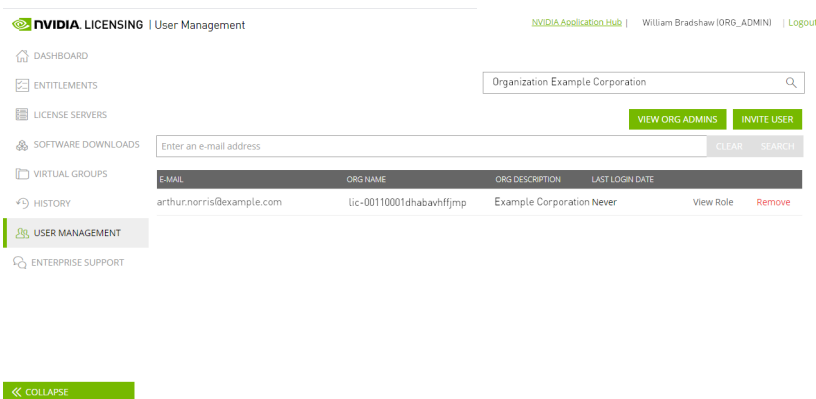 NVIDIA. LICENSING | User Management
NVIDIA Application Hub | William Bradshaw (ORG_ADMIN) | Logout
DASHBOARD
ENTITLEMENTS
LICENSE SERVERS
SOFTWARE DOWNLOADS
VIRTUAL GROUPS
HISTORY
USER MANAGEMENT
ENTERPRISE SUPPORT
COLLAPSE
Organization Example Corporation
VIEW ORG ADMINS INVITE USER
Enter an e-mail address CLEAR SEARCH
E-MAIL ORG NAME ORG DESCRIPTION LAST LOGIN DATE
arthur.norris@example.com lic-00110001dhabavhffjmp Example Corporation Never View Role Remove